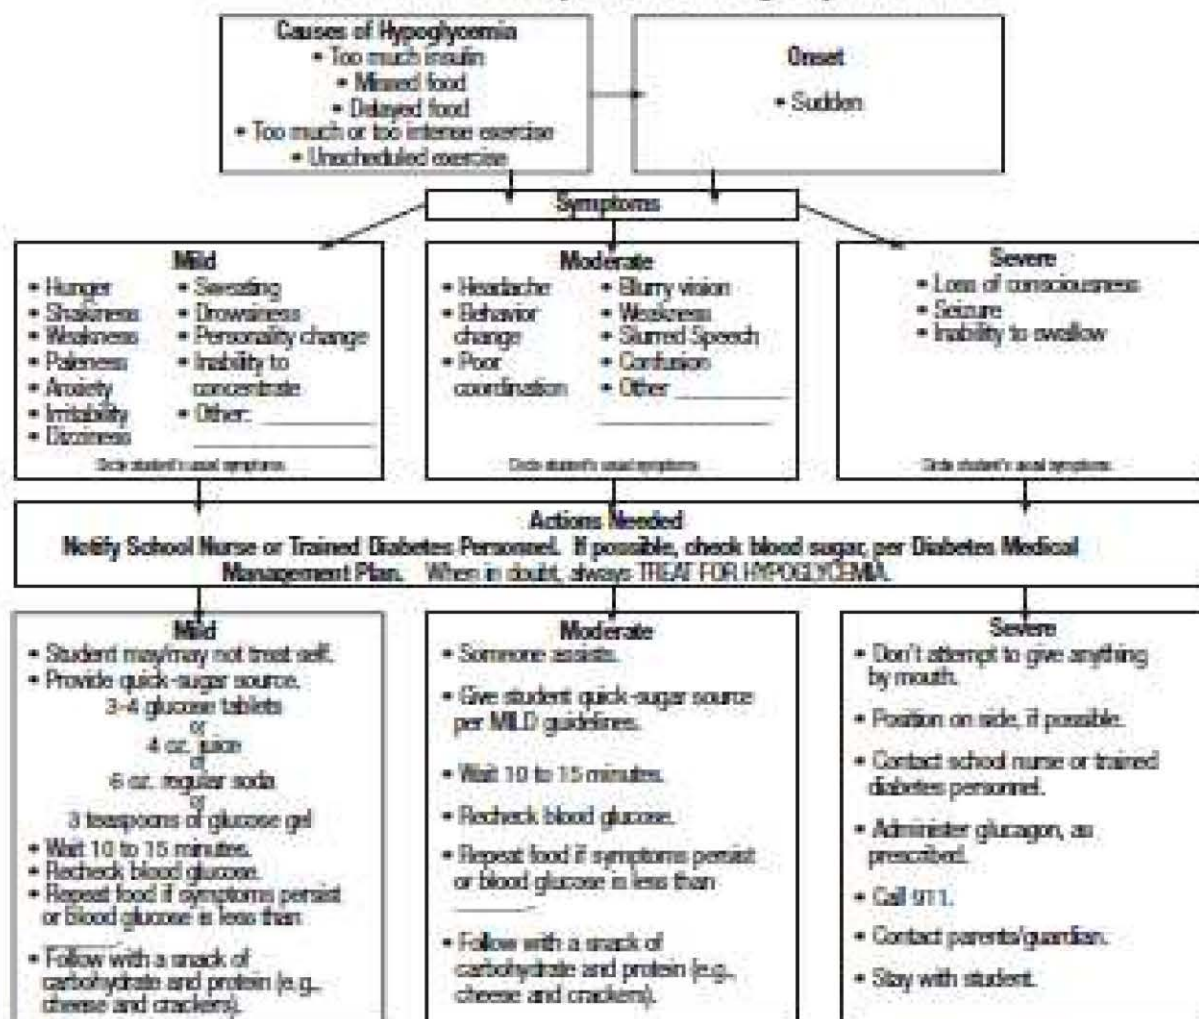 Causes of Hypoglycemia
• Too much insulin
• Missed food
• Delayed food
• Too much or too intense exercise
• Unscheduled exercise
Onset
• Sudden
Symptoms
Mild
• Hunger
• Shakiness
• Weakness
• Paleness
• Anxiety
• Irritability
• Dizziness
• Sweating
• Drowsiness
• Personality change
• Inability to
concentrate
• Other:
Circle student's usual symptoms.
Moderate
• Headache
• Behavior
change
• Poor
coordination
• Blurry vision
• Weakness
• Slurred Speech
• Confusion
• Other
Circle student's usual symptoms.
Severe
• Loss of consciousness
• Seizure
• Inability to swallow
Circle student's usual symptoms.
Actions Needed
Notify School Nurse or Trained Diabetes Personnel. If possible, check blood sugar, per Diabetes Medical
Management Plan. When in doubt, always TREAT FOR HYPOGLYCEMIA.
Mild
• Student may/may not treat self.
• Provide quick-sugar source.
3-4 glucose tablets
or
4 oz. juice
or
6 oz. regular soda
or
3 teaspoons of glucose gel
• Wait 10 to 15 minutes.
• Recheck blood glucose.
• Repeat food if symptoms persist
or blood glucose is less than
______.
• Follow with a snack of
carbohydrate and protein (e.g.,
cheese and crackers).
Moderate
• Someone assists.
• Give student quick-sugar source
per MILD guidelines.
• Wait 10 to 15 minutes.
• Recheck blood glucose.
• Repeat food if symptoms persist
or blood glucose is less than
______.
• Follow with a snack of
carbohydrate and protein (e.g.,
cheese and crackers).
Severe
• Don't attempt to give anything
by mouth.
• Position on side, if possible.
• Contact school nurse or trained
diabetes personnel.
• Administer glucagon, as
prescribed.
• Call 911.
• Contact parents/guardian.
• Stay with student.